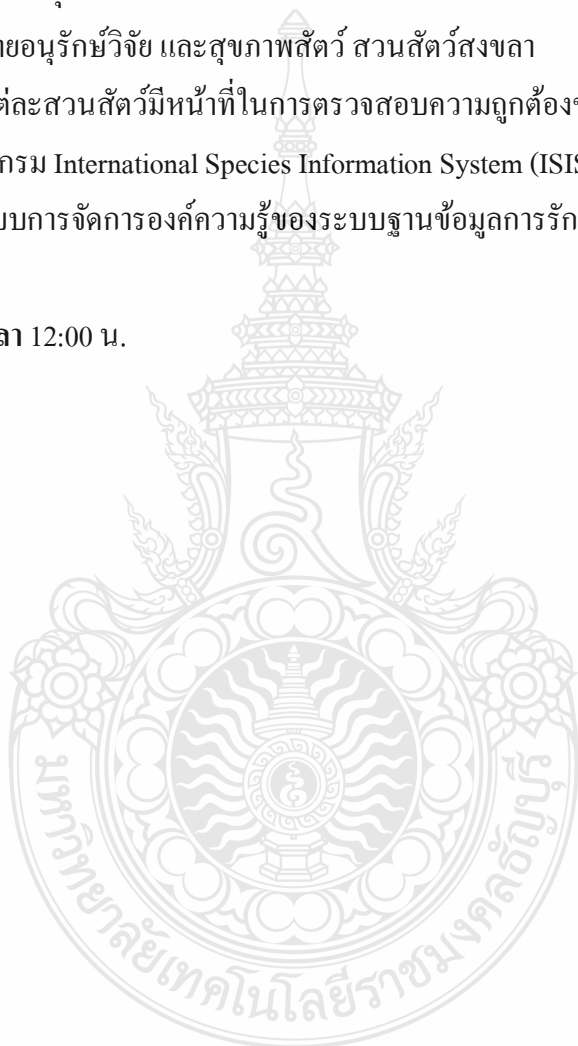 ายอนุรักษ์วิจัย และสุขภาพสัตว์ สวนสัตว์สงขลา
ต่ละสวนสัตว์มีหน้าที่ในการตรวจสอบความถูกต้องข
กรม International Species Information System (ISIS
บบการจัดการองค์ความรู้ของระบบฐานข้อมูลการรัก
ลา 12:00 น.
มหาวิทยาลัยเทคโนโลยีราชมงคลธัญบุรี